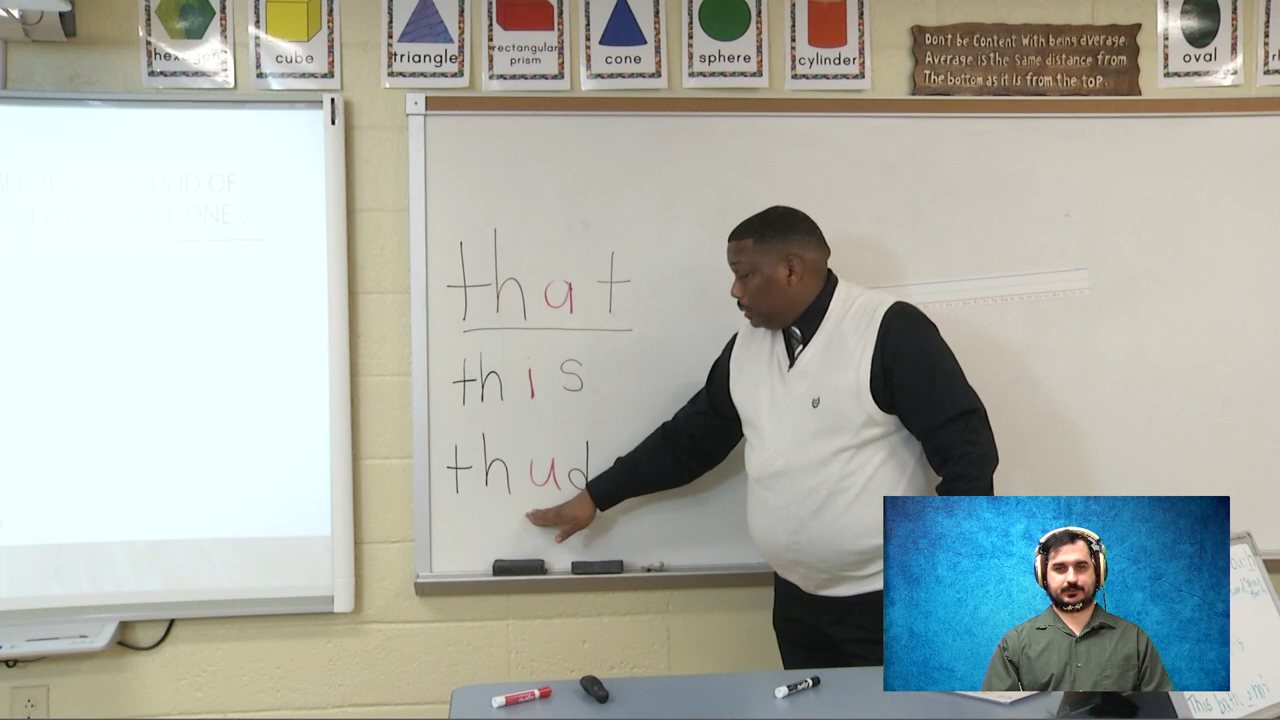 hexagon
cube
triangle
rectangular
prism
cone
sphere
cylinder
Don't be Content With being average.
Average is the Same distance from
The bottom as it is from the top.
oval
that
this
thud